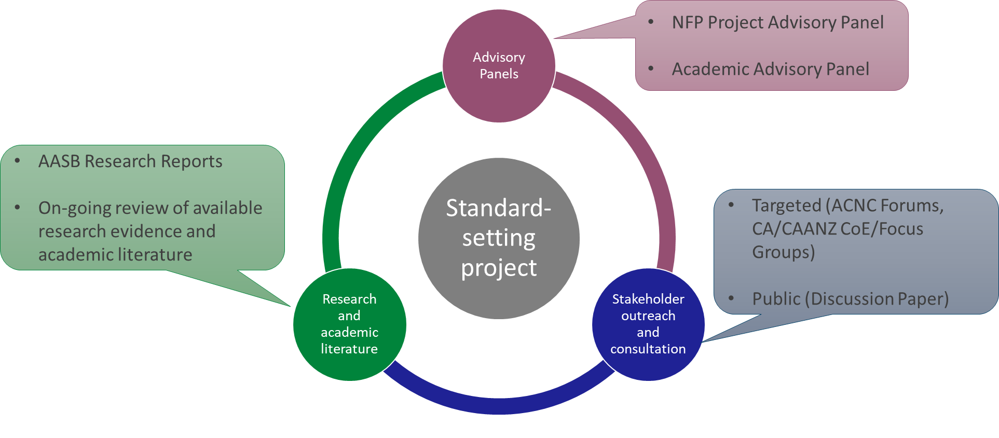 Advisory
Panels
• NFP Project Advisory Panel
• Academic Advisory Panel
• AASB Research Reports
• On-going review of available
research evidence and
academic literature
Standard-
setting
project
• Targeted (ACNC Forums,
CA/CAANZ CoE/Focus
Groups)
• Public (Discussion Paper)
Research
and
academic
literature
Stakeholder
outreach
and
consultation